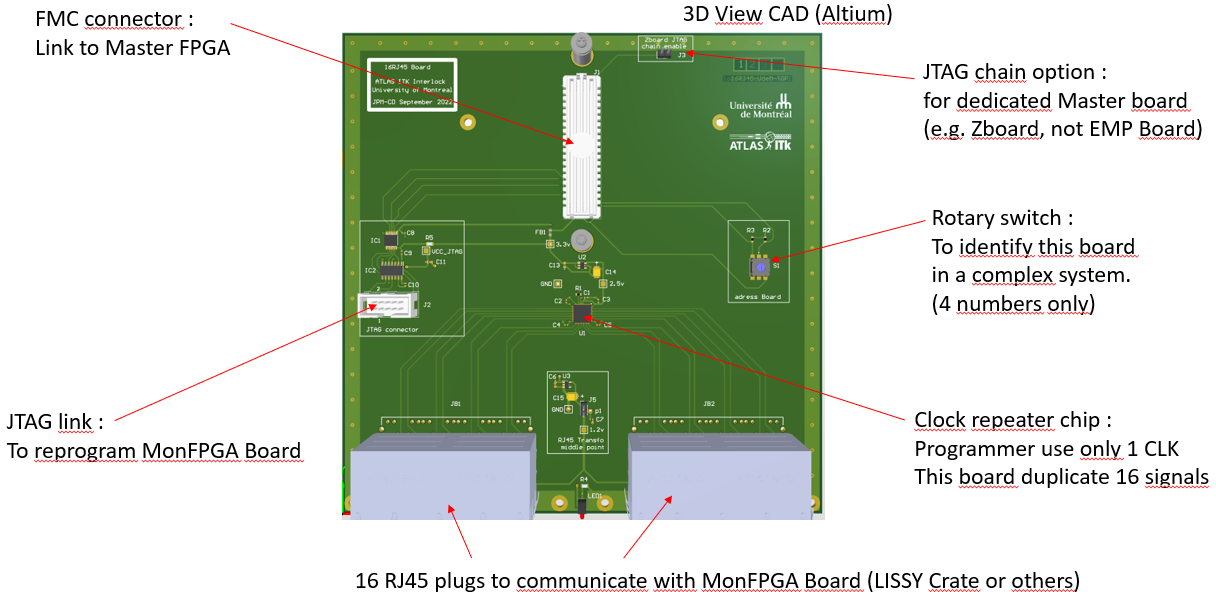 3D View CAD (Altium)
FMC connector :
Link to Master FPGA
JTAG chain option :
for dedicated Master board
(e.g. Zboard, not EMP Board)
Rotary switch :
To identify this board
in a complex system.
(4 numbers only)
JTAG link :
To reprogram MonFPGA Board
Clock repeater chip :
Programmer use only 1 CLK
This board duplicate 16 signals
16 RJ45 plugs to communicate with MonFPGA Board (LISSY Crate or others)
16RJ45 Board
ATLAS ITK Interlock
University of Montreal
JPM-CD September 2022
Zboard JTAG
chain enable
J3
J1
Université
de Montréal
ATLAS ITk
IC1
C8
R5
VCC_JTAG
C9
C11
IC2
C10
J2
JTAG connector
FB1
3.3v
U2
C13
C14
GND
2.5v
R1
C1
C2
C3
C4
C5
U1
R3
R2
S1
adress Board
JB1
JB2
C6
U3
C15
J5
GND
p1
C7
1.2v
RJ45 Transfo
middle point
R4
LED1